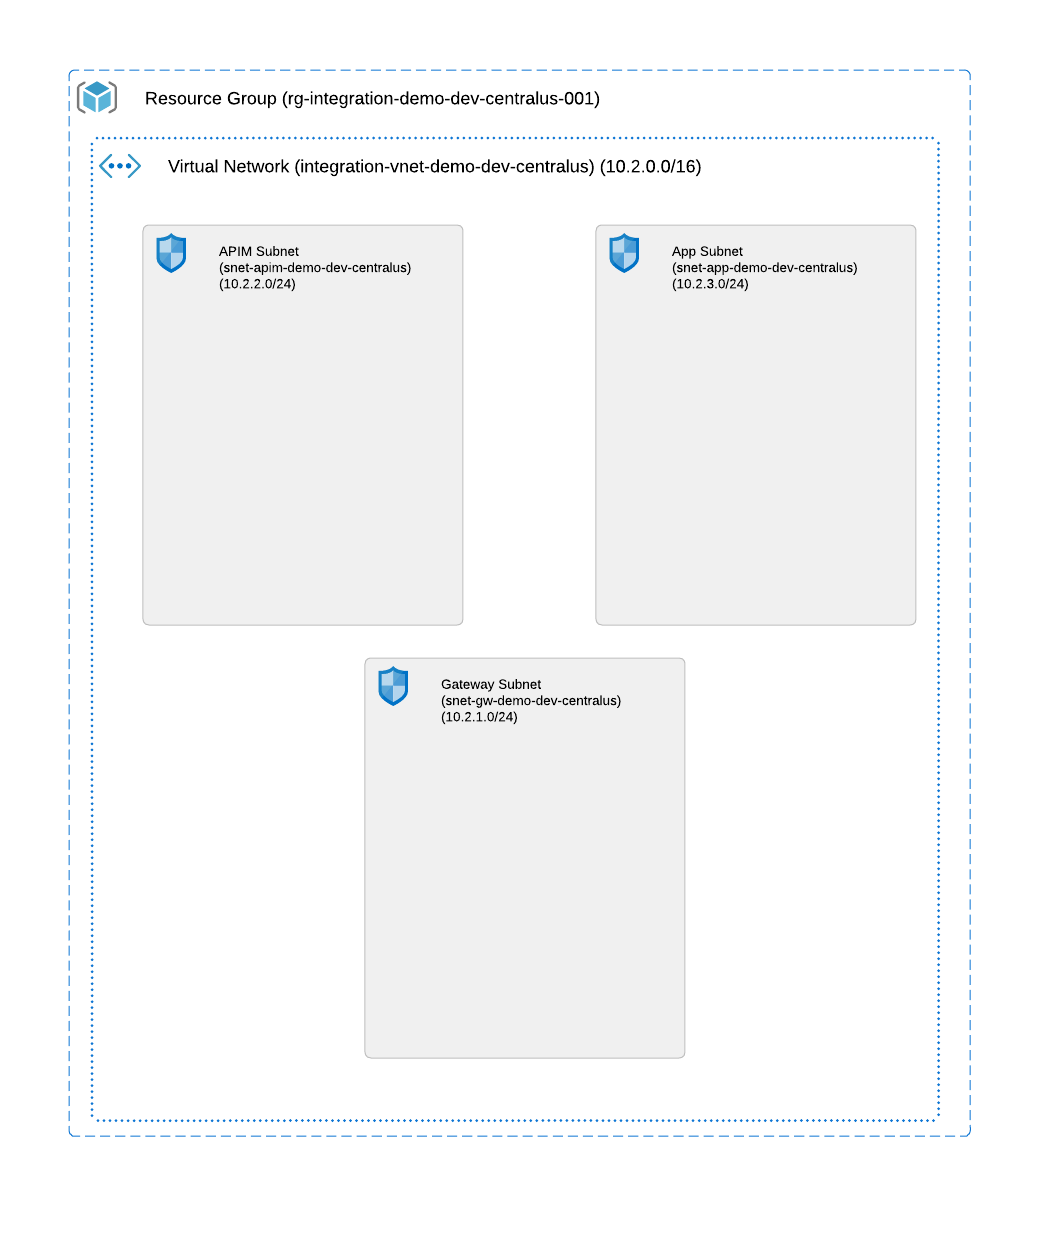 Resource Group (rg-integration-demo-dev-centralus-001)
Virtual Network (integration-vnet-demo-dev-centralus) (10.2.0.0/16)
APIM Subnet
(snet-apim-demo-dev-centralus)
(10.2.2.0/24)
App Subnet
(snet-app-demo-dev-centralus)
(10.2.3.0/24)
Gateway Subnet
(snet-gw-demo-dev-centralus)
(10.2.1.0/24)